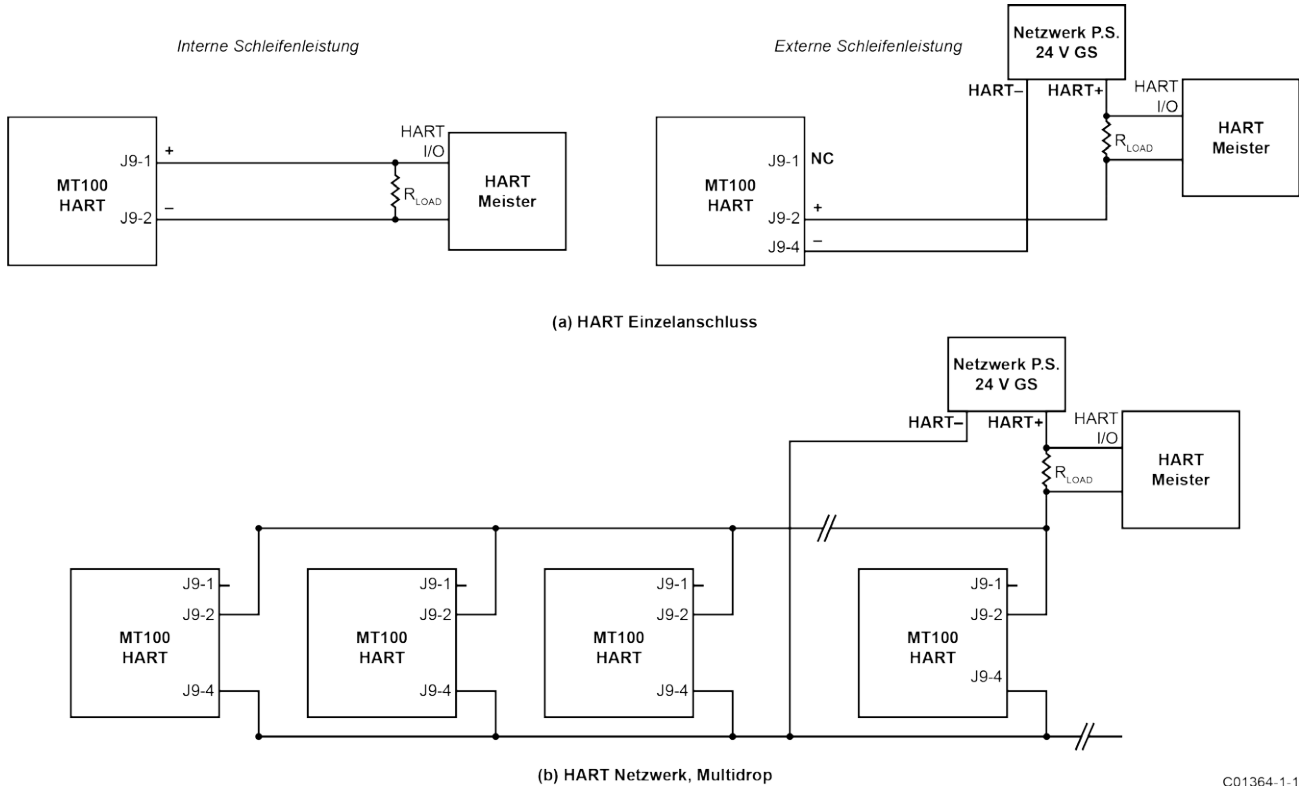 Interne Schleifenleistung
MT100
HART
J9-1
J9-2
+
–
HART
I/O
R LOAD
HART
Meister
Externe Schleifenleistung
Netzwerk P.S.
24 V GS
HART–
HART+
HART
I/O
R LOAD
HART
Meister
MT100
HART
J9-1
NC
J9-2
+
J9-4
–
(a) HART Einzelanschluss
Netzwerk P.S.
24 V GS
HART–
HART+
HART
I/O
R LOAD
HART
Meister
J9-1
J9-2
MT100
HART
J9-4
J9-1
J9-2
MT100
HART
J9-4
J9-1
J9-2
MT100
HART
J9-4
J9-1
J9-2
MT100
HART
J9-4
(b) HART Netzwerk, Multidrop
C01364-1-1